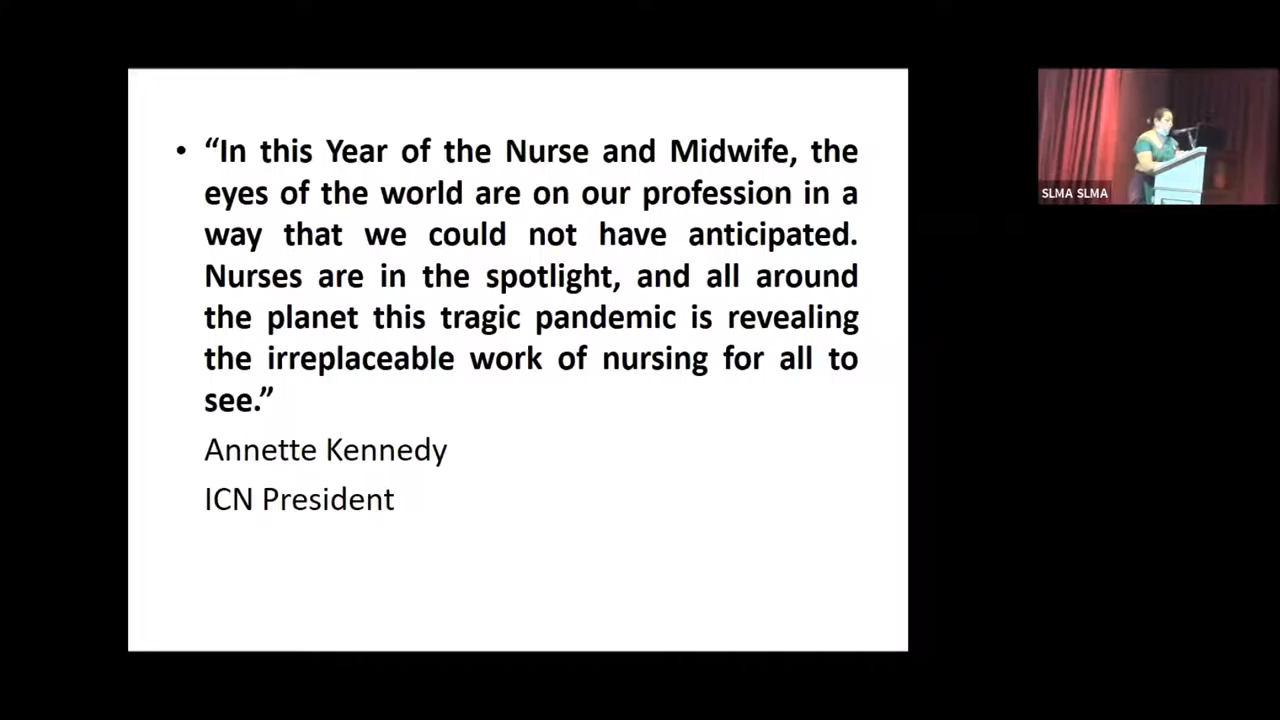 • “In this Year of the Nurse and Midwife, the
eyes of the world are on our profession in a
way that we could not have anticipated.
Nurses are in the spotlight, and all around
the planet this tragic pandemic is revealing
the irreplaceable work of nursing for all to
see.”
Annette Kennedy
ICN President
SLMA SLMA